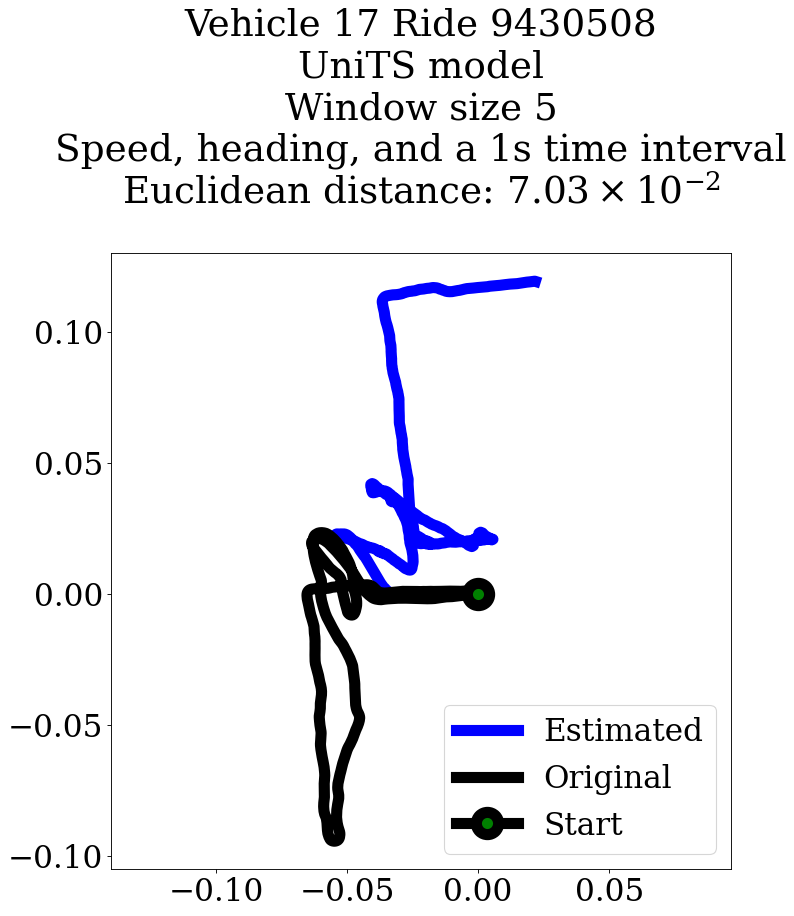 Vehicle 17 Ride 9430508
UniTS model
Window size 5
Speed, heading, and a 1s time interval
Euclidean distance: 7.03 × 10⁻²
0.10
0.05
0.00
−0.05
−0.10
Estimated
Original
Start
−0.10 −0.05 0.00 0.05